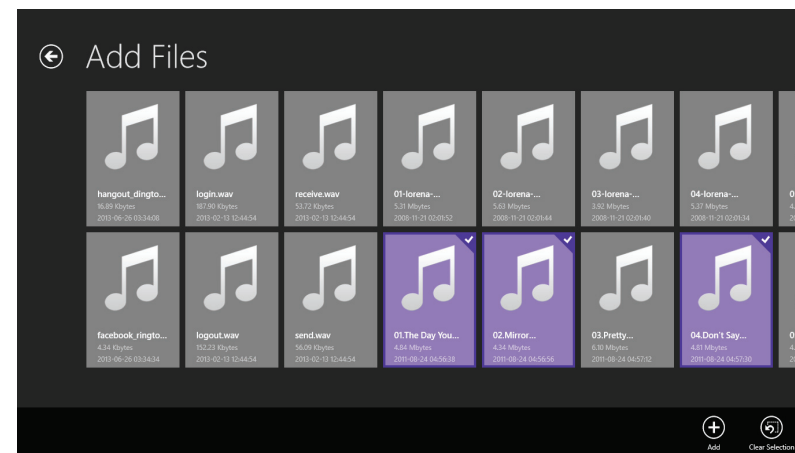 Add Files
hangout_dingto...
16.89 Kbytes
2013-06-26 03:34:08
login.wav
187.90 Kbytes
2013-02-13 12:44:54
receive.wav
53.72 Kbytes
2013-02-13 12:44:54
01-lorena-...
5.31 Mbytes
2008-11-21 02:01:52
02-lorena-...
5.63 Mbytes
2008-11-21 02:01:44
03-lorena-...
3.92 Mbytes
2008-11-21 02:01:40
04-lorena-...
5.37 Mbytes
2008-11-21 02:01:34
facebook_ringto...
4.34 Kbytes
2013-06-26 03:34:34
logout.wav
152.23 Kbytes
2013-02-13 12:44:54
send.wav
56.09 Kbytes
2013-02-13 12:44:54
01.The Day You...
4.84 Mbytes
2011-08-24 04:56:38
02.Mirror...
4.34 Mbytes
2011-08-24 04:56:56
03.Pretty...
6.30 Mbytes
2011-08-24 04:57:12
04.Don't Say...
4.81 Mbytes
2011-08-24 04:57:30
Add
Clear Selection